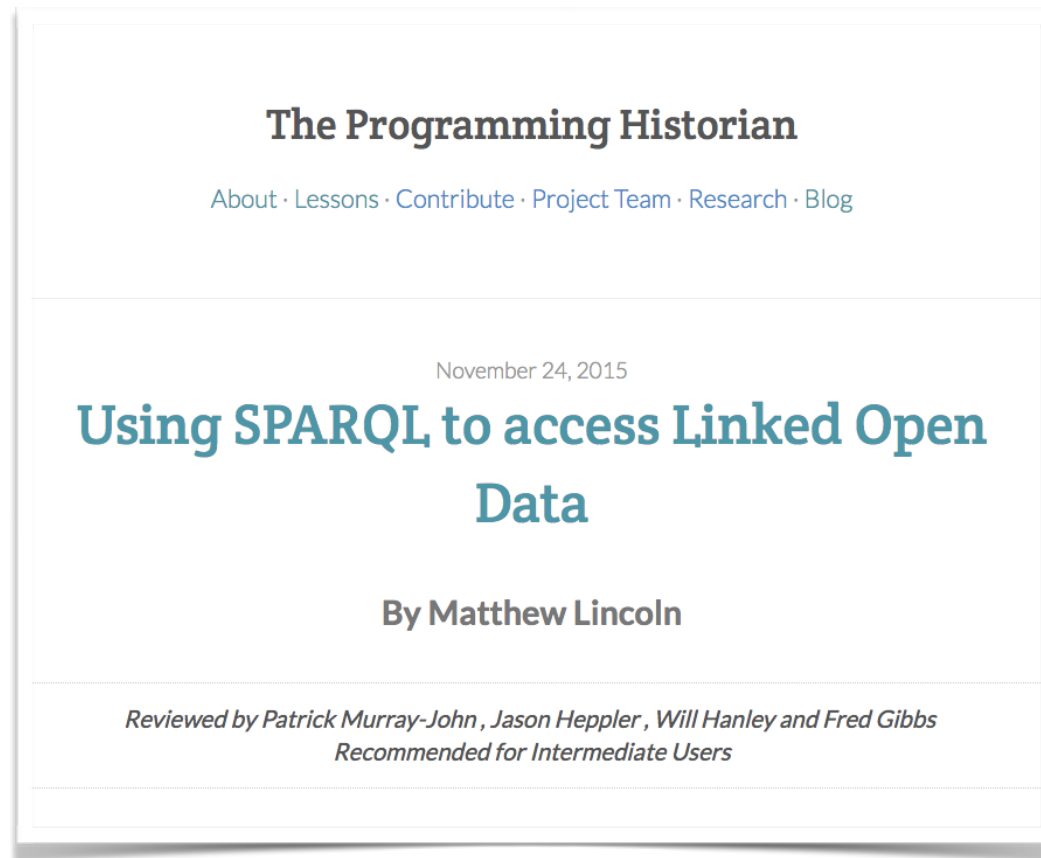 The Programming Historian
About · Lessons · Contribute · Project Team · Research · Blog
November 24, 2015
Using SPARQL to access Linked Open
Data
By Matthew Lincoln
Reviewed by Patrick Murray-John , Jason Heppler , Will Hanley and Fred Gibbs
Recommended for Intermediate Users